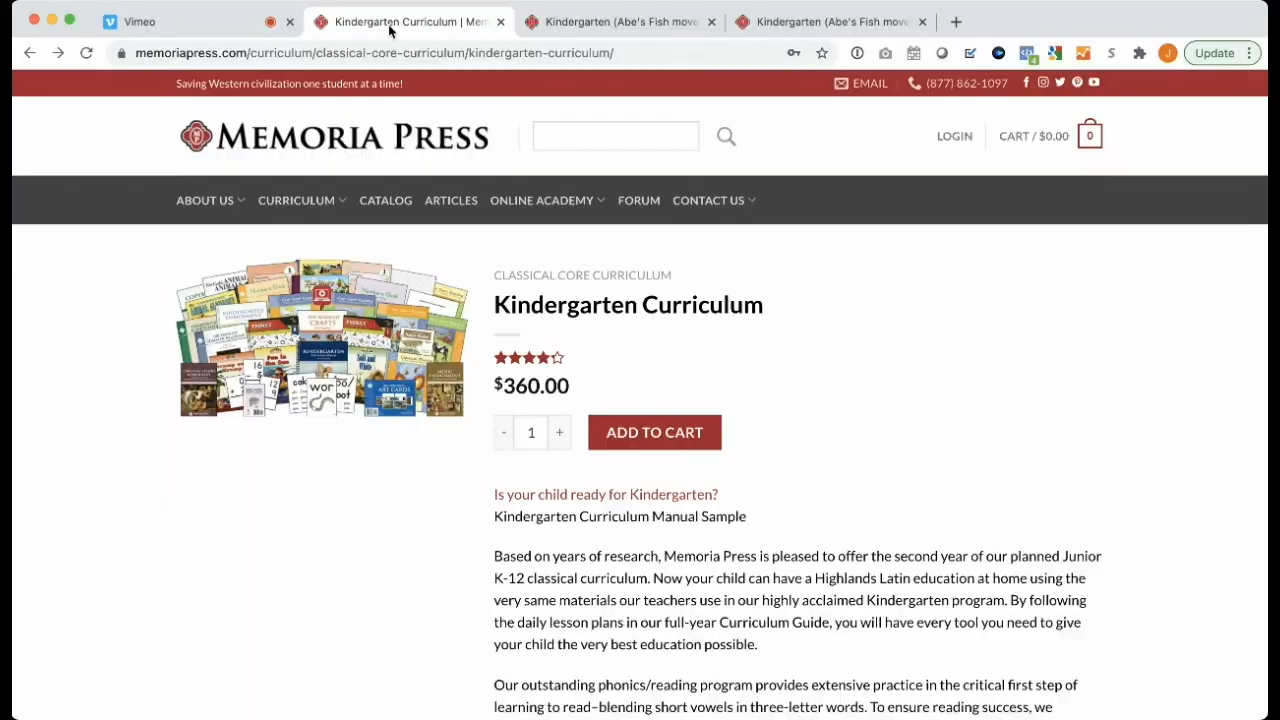 Vimeo
Kindergarten Curriculum | Mem
Kindergarten (Abe's Fish move
Kindergarten (Abe's Fish move
memoriapress.com/curriculum/classical-core-curriculum/kindergarten-curriculum/
4
S
J
Update
Saving Western civilization one student at a time!
EMAIL
(877) 862-1097
MEMORIA PRESS
LOGIN
CART / $0.00
0
ABOUT US
CURRICULUM
CATALOG
ARTICLES
ONLINE ACADEMY
FORUM
CONTACT US
CLASSICAL CORE CURRICULUM
Kindergarten Curriculum
$360.00
- 1 +
ADD TO CART
Is your child ready for Kindergarten?
Kindergarten Curriculum Manual Sample
Based on years of research, Memoria Press is pleased to offer the second year of our planned Junior
K-12 classical curriculum. Now your child can have a Highlands Latin education at home using the
very same materials our teachers use in our highly acclaimed Kindergarten program. By following
the daily lesson plans in our full-year Curriculum Guide, you will have every tool you need to give
your child the very best education possible.
Our outstanding phonics/reading program provides extensive practice in the critical first step of
learning to read–blending short vowels in three-letter words. To ensure reading success, we